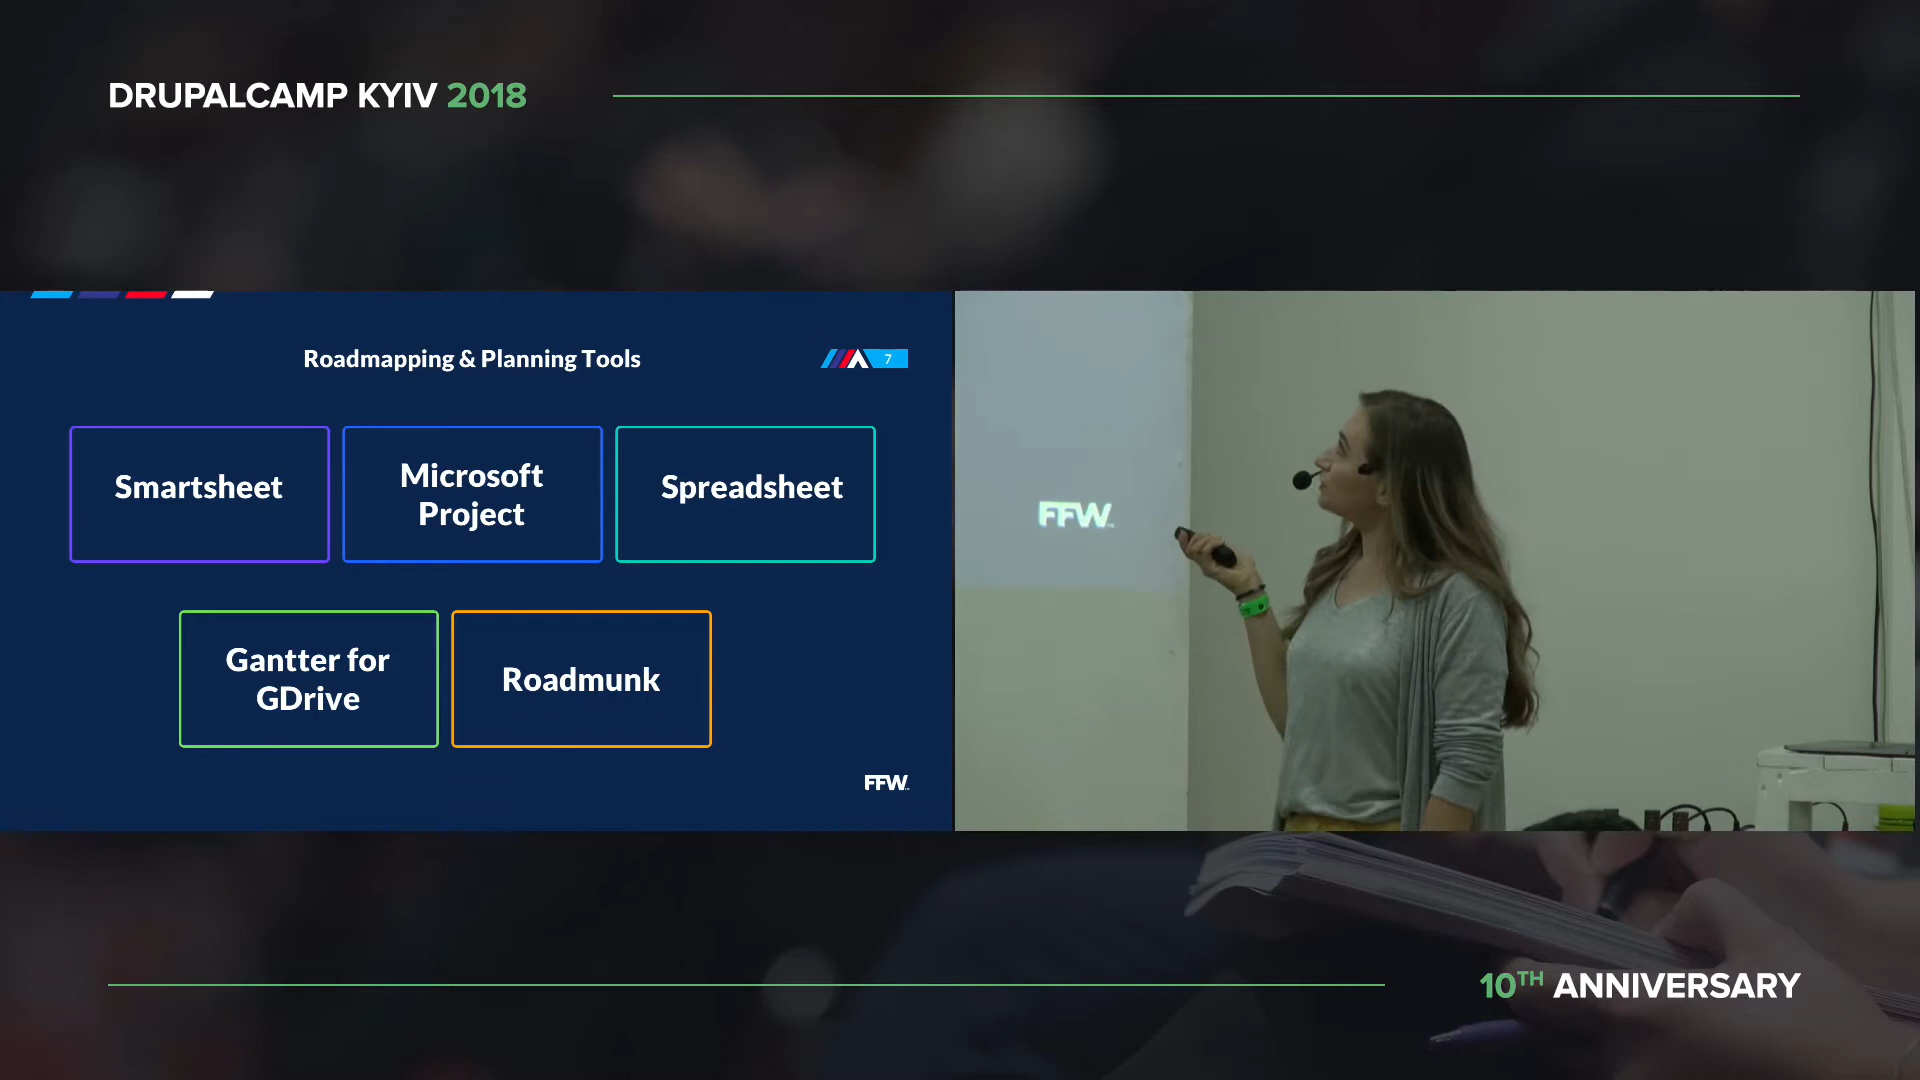 DRUPALCAMP KYIV 2018
Roadmapping & Planning Tools
7
Smartsheet
Microsoft
Project
Spreadsheet
Gantter for
GDrive
Roadmunk
FFW
FFW
10TH ANNIVERSARY